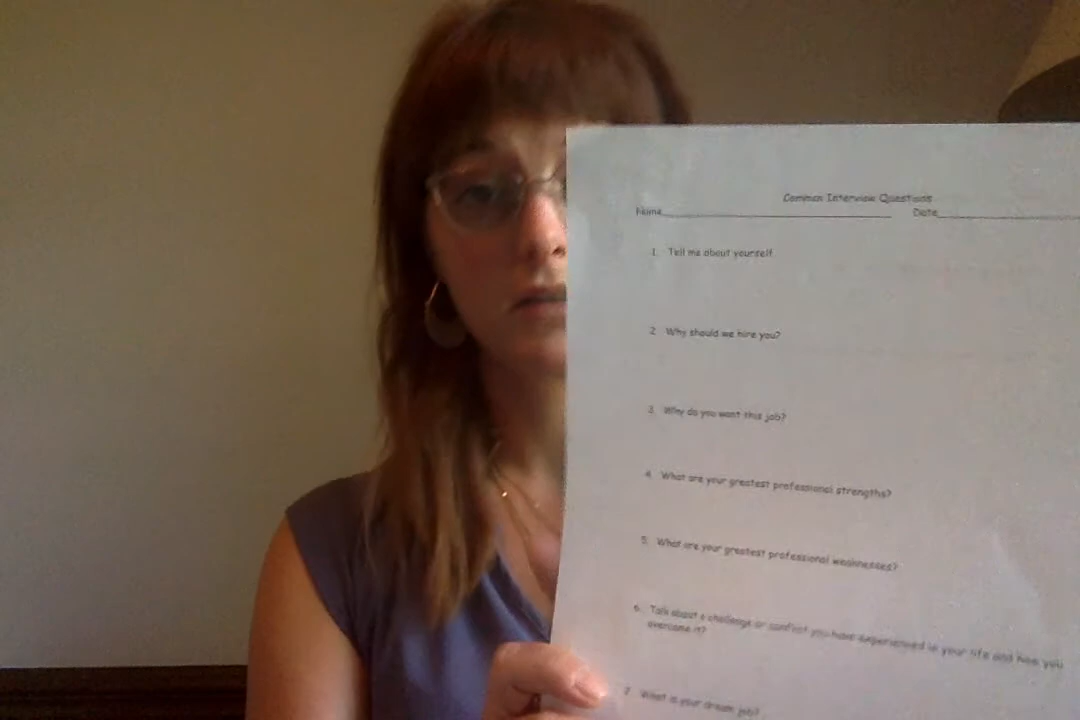 Common Interview Questions
Name____________________ Date____________________
1. Tell me about yourself
2. Why should we hire you?
3. Why do you want this job?
4. What are your greatest professional strengths?
5. What are your greatest professional weaknesses?
6. Talk about a challenge or conflict you have experienced in your life and how you
overcame it?
7. What is your dream job?